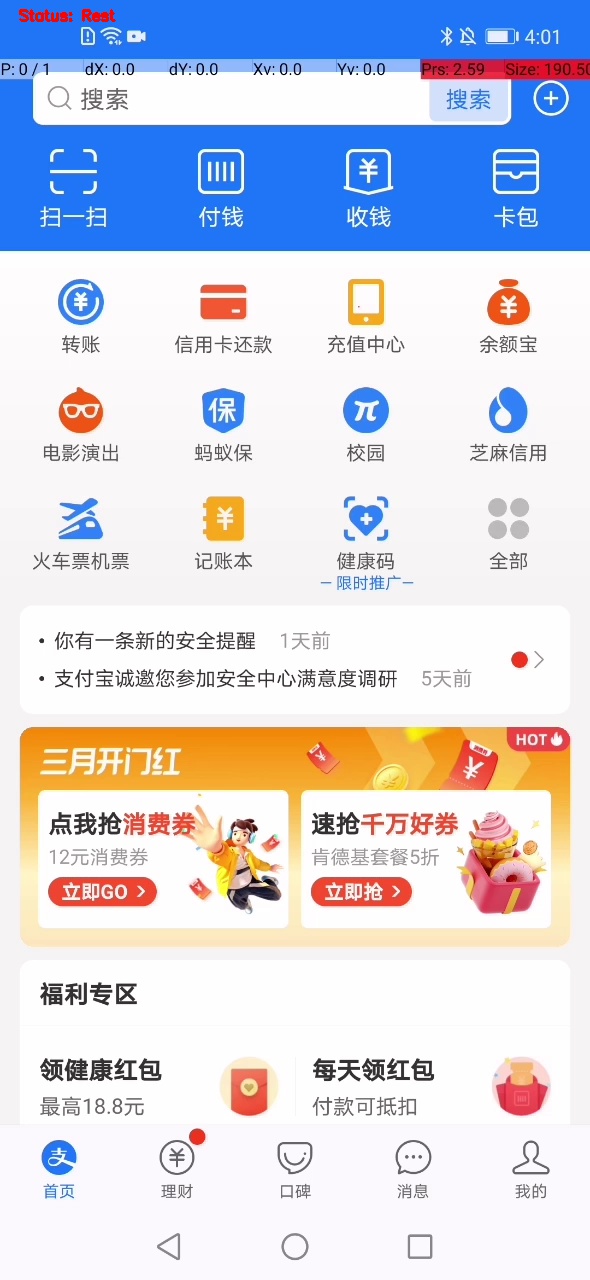 Status: Rest
4:01
P: 0 / 1 dX: 0.0 dY: 0.0 Xv: 0.0 Yv: 0.0 Prs: 2.59 Size: 190.50
搜索 搜索
扫一扫 付钱 收钱 卡包
转账 信用卡还款 充值中心 余额宝
保
电影演出 蚂蚁保 校园 芝麻信用
火车票机票 记账本 健康码 全部
限时推广
• 你有一条新的安全提醒 1天前
• 支付宝诚邀您参加安全中心满意度调研 5天前
三月开门红 HOT
点我抢消费券 速抢千万好券
12元消费券 肯德基套餐5折
立即GO > 立即抢 >
福利专区
领健康红包 每天领红包
最高18.8元 付款可抵扣
支
首页 理财 口碑 消息 我的